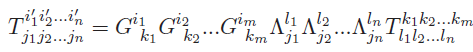 $T^{i'_1 i'_2 \ldots i'_n}_{j_1 j_2 \ldots j_n} = G^{i_1}{}_{k_1} G^{i_2}{}_{k_2} \ldots G^{i_m}{}_{k_m} \Lambda^{l_1}_{j_1} \Lambda^{l_2}_{j_2} \ldots \Lambda^{l_n}_{j_n} T^{k_1 k_2 \ldots k_m}_{l_1 l_2 \ldots l_n}$